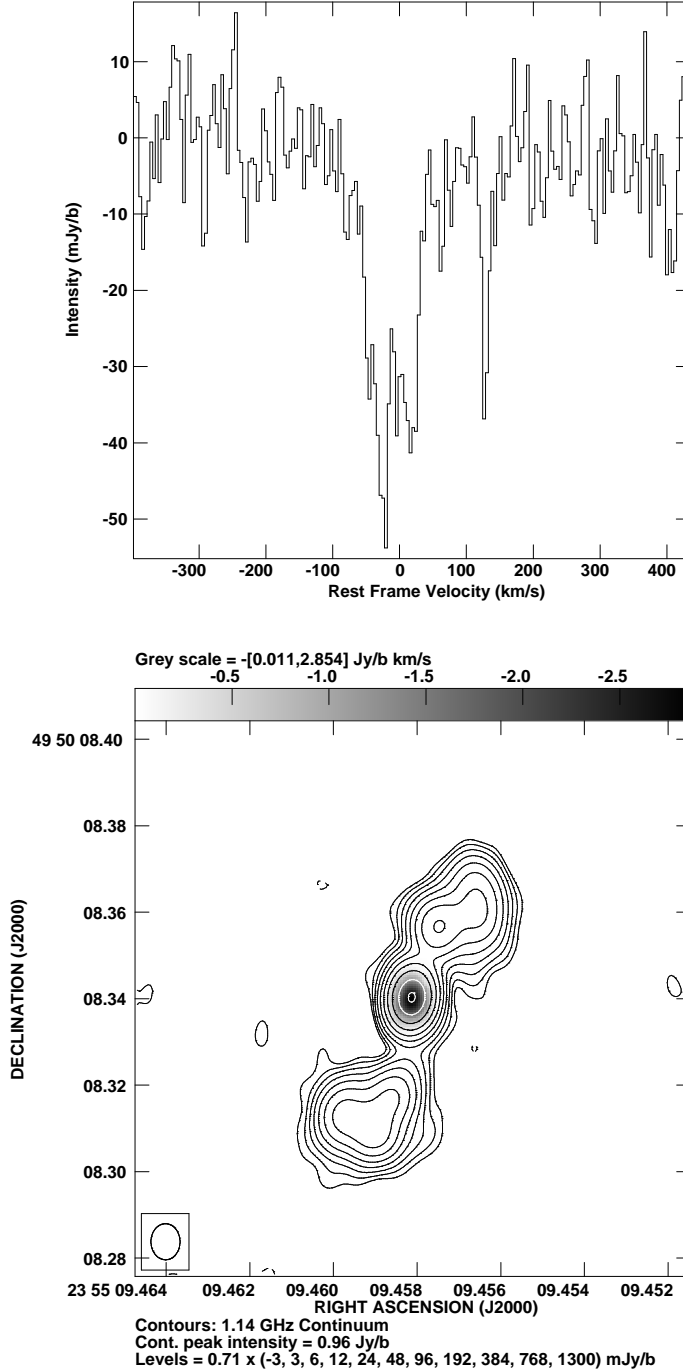 10
0
-10
-20
-30
-40
-50
Intensity (mJy/b)
-300 -200 -100 0 100 200 300 400
Rest Frame Velocity (km/s)
Grey scale = -[0.011,2.854] Jy/b km/s
-0.5 -1.0 -1.5 -2.0 -2.5
49 50 08.40
08.38
08.36
08.34
08.32
08.30
08.28
DECLINATION (J2000)
23 55 09.464 09.462 09.460 09.458 09.456 09.454 09.452
RIGHT ASCENSION (J2000)
Contours: 1.14 GHz Continuum
Cont. peak intensity = 0.96 Jy/b
Levels = 0.71 x (-3, 3, 6, 12, 24, 48, 96, 192, 384, 768, 1300) mJy/b